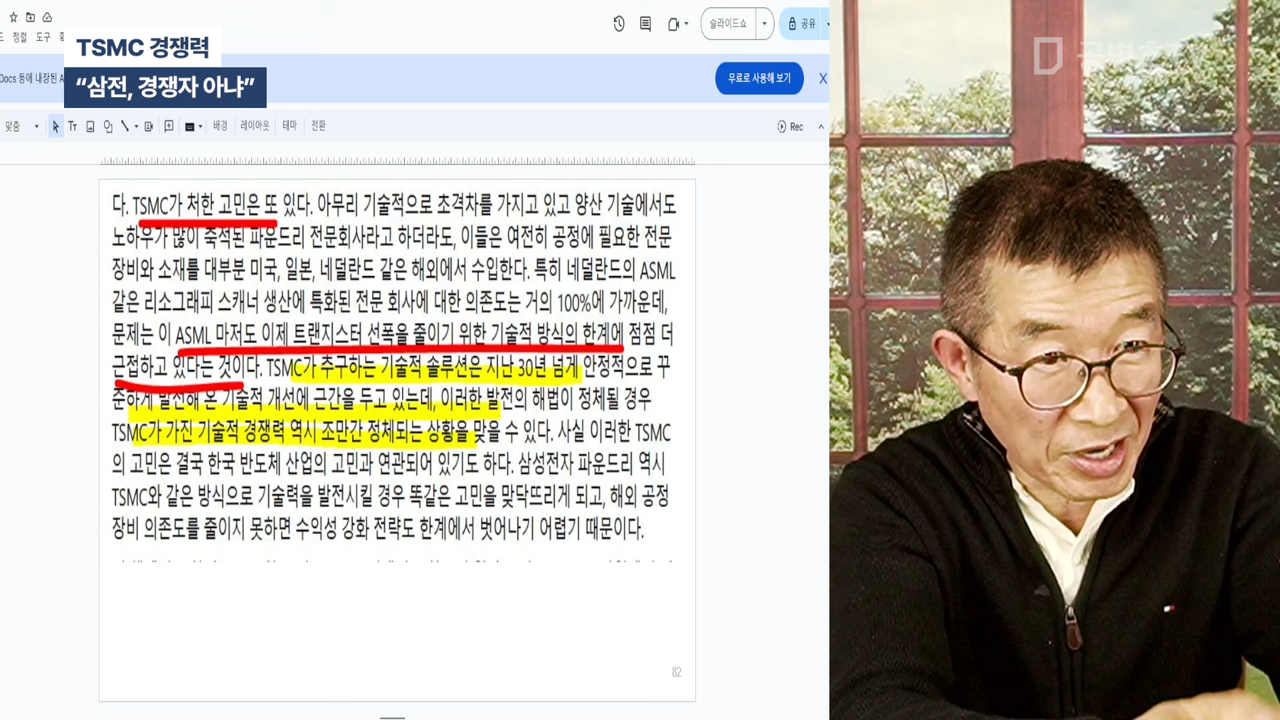 TSMC 경쟁력
“삼전, 경쟁자 아냐”
정렬 도구
슬라이드쇼
공유
Docs 등에 내장된
무료로 사용해 보기
맞춤
배경 레이아웃 테마 전환
Rec
다. TSMC가 처한 고민은 또 있다. 아무리 기술적으로 초격차를 가지고 있고 양산 기술에서도
노하우가 많이 축적된 파운드리 전문회사라고 하더라도, 이들은 여전히 공정에 필요한 전문
장비와 소재를 대부분 미국, 일본, 네덜란드 같은 해외에서 수입한다. 특히 네덜란드의 ASML
같은 리소그래피 스캐너 생산에 특화된 전문 회사에 대한 의존도는 거의 100%에 가까운데,
문제는 이 ASML 마저도 이제 트랜지스터 선폭을 줄이기 위한 기술적 방식의 한계에 점점 더
근접하고 있다는 것이다. TSMC가 추구하는 기술적 솔루션은 지난 30년 넘게 안정적으로 꾸
준하게 발전해 온 기술적 개선에 근간을 두고 있는데, 이러한 발전의 해법이 정체될 경우
TSMC가 가진 기술적 경쟁력 역시 조만간 정체되는 상황을 맞을 수 있다. 사실 이러한 TSMC
의 고민은 결국 한국 반도체 산업의 고민과 연관되어 있기도 하다. 삼성전자 파운드리 역시
TSMC와 같은 방식으로 기술력을 발전시킬 경우 똑같은 고민을 맞닥뜨리게 되고, 해외 공정
장비 의존도를 줄이지 못하면 수익성 강화 전략도 한계에서 벗어나기 어렵기 때문이다.
82